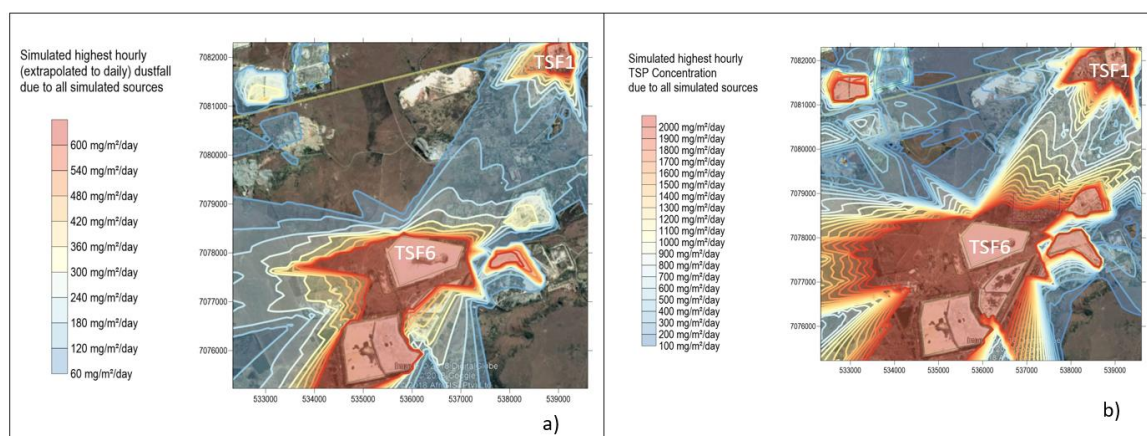 Simulated highest hourly
(extrapolated to daily) dustfall
due to all simulated sources
600 mg/m²/day
540 mg/m²/day
480 mg/m²/day
420 mg/m²/day
360 mg/m²/day
300 mg/m²/day
240 mg/m²/day
180 mg/m²/day
120 mg/m²/day
60 mg/m²/day
7082000
7081000
7080000
7079000
7078000
7077000
7076000
TSF1
TSF6
533000 534000 535000 536000 537000 538000 539000
a)
Simulated highest hourly
TSP Concentration
due to all simulated sources
2000 mg/m²/day
1900 mg/m²/day
1800 mg/m²/day
1700 mg/m²/day
1600 mg/m²/day
1500 mg/m²/day
1400 mg/m²/day
1300 mg/m²/day
1200 mg/m²/day
1100 mg/m²/day
1000 mg/m²/day
900 mg/m²/day
800 mg/m²/day
700 mg/m²/day
600 mg/m²/day
500 mg/m²/day
400 mg/m²/day
300 mg/m²/day
200 mg/m²/day
100 mg/m²/day
7082000
7081000
7080000
7079000
7078000
7077000
7076000
TSF1
TSF6
533000 534000 535000 536000 537000 538000 539000
b)